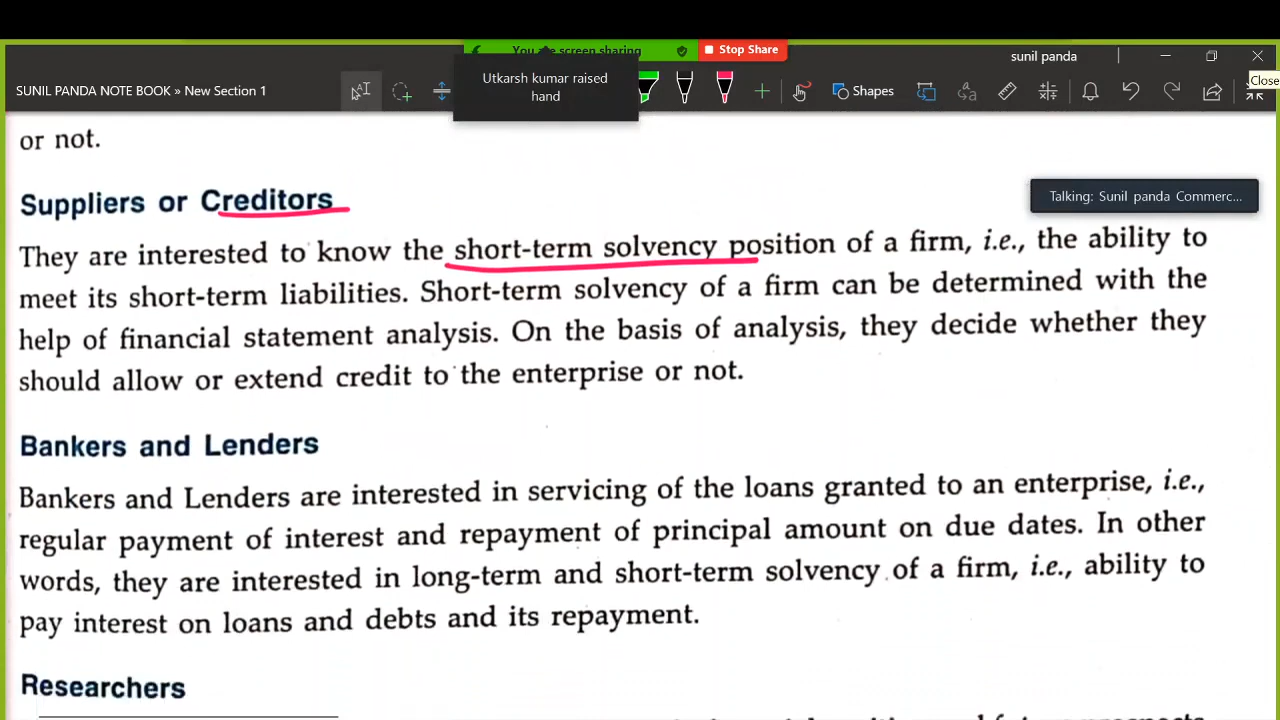 You are screen sharing
Stop Share
sunil panda
Utkarsh kumar raised
hand
SUNIL PANDA NOTE BOOK » New Section 1
Shapes
Close
or not.
Talking: Sunil panda Commerc...
Suppliers or Creditors
They are interested to know the short-term solvency position of a firm, i.e., the ability to
meet its short-term liabilities. Short-term solvency of a firm can be determined with the
help of financial statement analysis. On the basis of analysis, they decide whether they
should allow or extend credit to the enterprise or not.
Bankers and Lenders
Bankers and Lenders are interested in servicing of the loans granted to an enterprise, i.e.,
regular payment of interest and repayment of principal amount on due dates. In other
words, they are interested in long-term and short-term solvency of a firm, i.e., ability to
pay interest on loans and debts and its repayment.
Researchers